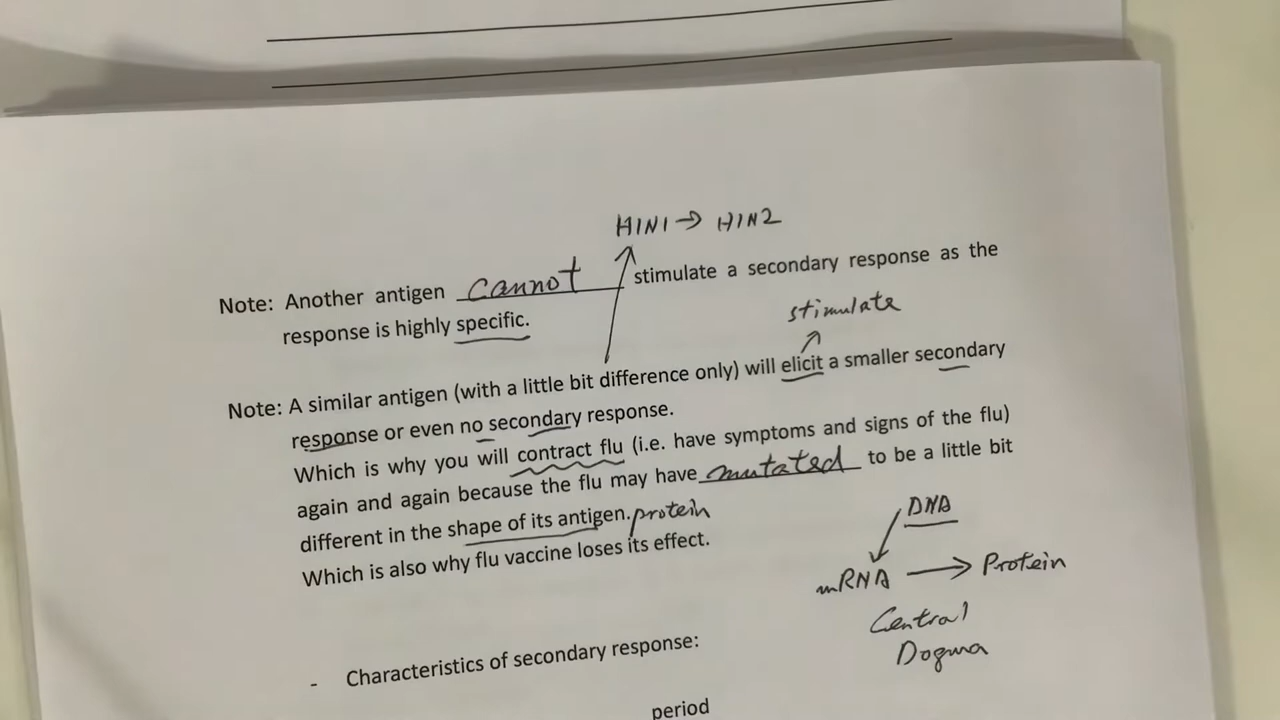 H1N1 → H1N2
Note: Another antigen cannot stimulate a secondary response as the
response is highly specific.
stimulate
Note: A similar antigen (with a little bit difference only) will elicit a smaller secondary
response or even no secondary response.
Which is why you will contract flu (i.e. have symptoms and signs of the flu)
again and again because the flu may have mutated to be a little bit
different in the shape of its antigen. protein
Which is also why flu vaccine loses its effect.
DNA
mRNA → Protein
Central
Dogma
- Characteristics of secondary response:
period